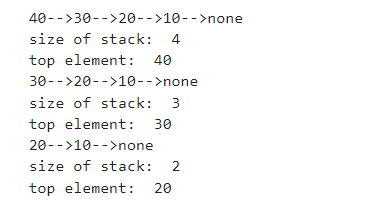 40-->30-->20-->10-->none
size of stack:  4
top element:  40
30-->20-->10-->none
size of stack:  3
top element:  30
20-->10-->none
size of stack:  2
top element:  20